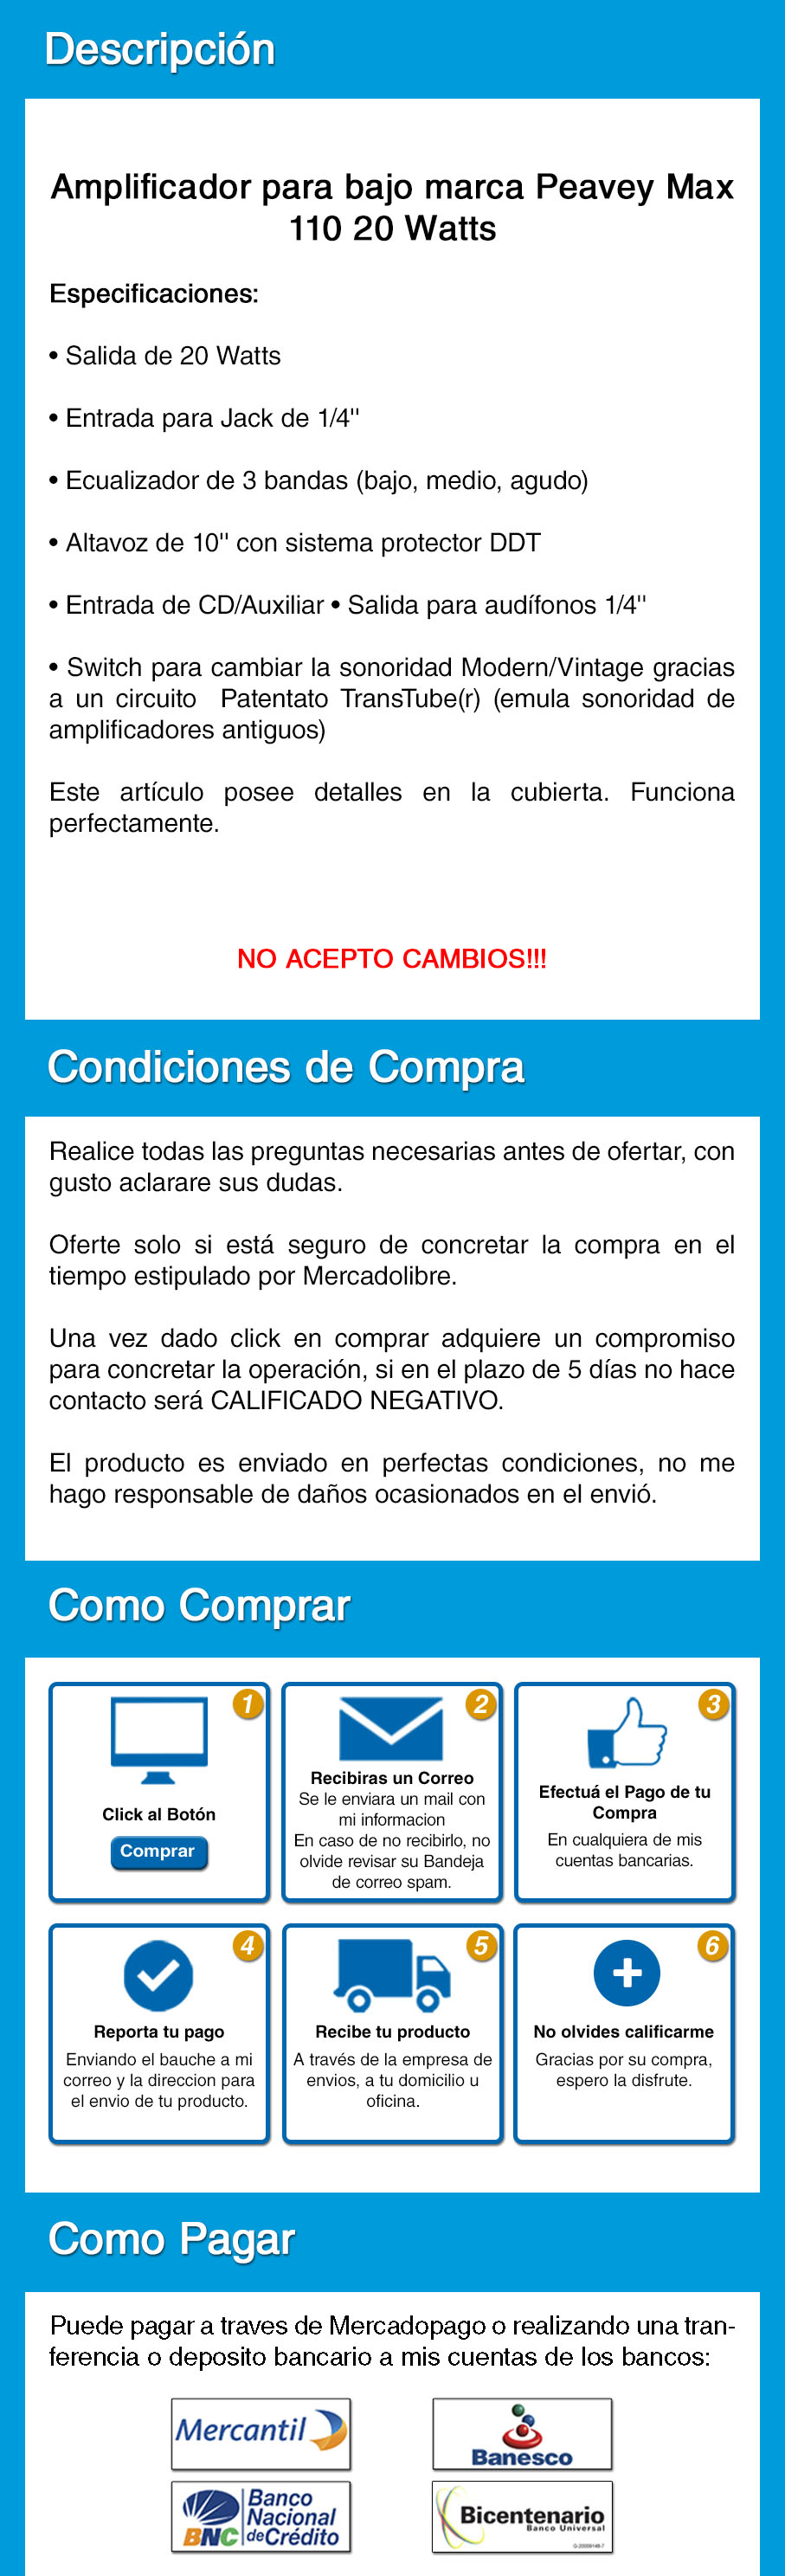 Descripción
Amplificador para bajo marca Peavey Max
110 20 Watts
Especificaciones:
• Salida de 20 Watts
• Entrada para Jack de 1/4"
• Ecualizador de 3 bandas (bajo, medio, agudo)
• Altavoz de 10" con sistema protector DDT
• Entrada de CD/Auxiliar • Salida para audífonos 1/4"
• Switch para cambiar la sonoridad Modern/Vintage gracias
a un circuito Patentato TransTube(r) (emula sonoridad de
amplificadores antiguos)
Este artículo posee detalles en la cubierta. Funciona
perfectamente.
NO ACEPTO CAMBIOS!!!
Condiciones de Compra
Realice todas las preguntas necesarias antes de ofertar, con
gusto aclarare sus dudas.
Oferte solo si está seguro de concretar la compra en el
tiempo estipulado por Mercadolibre.
Una vez dado click en comprar adquiere un compromiso
para concretar la operación, si en el plazo de 5 días no hace
contacto será CALIFICADO NEGATIVO.
El producto es enviado en perfectas condiciones, no me
hago responsable de daños ocasionados en el envió.
Como Comprar
1
Click al Botón
Comprar
2
Recibiras un Correo
Se le enviara un mail con
mi informacion
En caso de no recibirlo, no
olvide revisar su Bandeja
de correo spam.
3
Efectuá el Pago de tu
Compra
En cualquiera de mis
cuentas bancarias.
4
Reporta tu pago
Enviando el bauche a mi
correo y la direccion para
el envio de tu producto.
5
Recibe tu producto
A través de la empresa de
envios, a tu domicilio u
oficina.
6
No olvides calificarme
Gracias por su compra,
espero la disfrute.
Como Pagar
Puede pagar a traves de Mercadopago o realizando una tran-
ferencia o deposito bancario a mis cuentas de los bancos:
Mercantil
Banesco
BNC Banco
Nacional
de Crédito
Bicentenario
Banco Universal